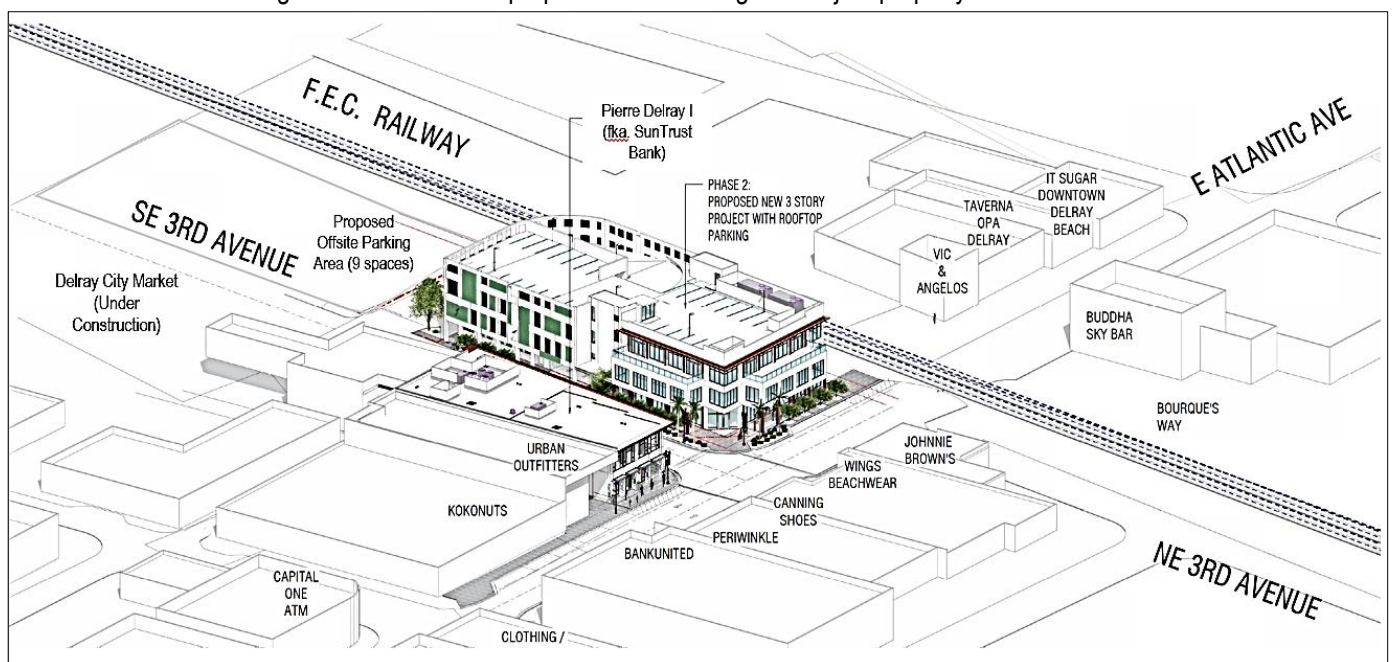 F.E.C. RAILWAY
SE 3RD AVENUE
Delray City Market
(Under
Construction)
Proposed
Offsite Parking
Area (9 spaces)
Pierre Delray I
(fka. SunTrust
Bank)
PHASE 2:
PROPOSED NEW 3 STORY
PROJECT WITH ROOFTOP
PARKING
E ATLANTIC AVE
IT SUGAR
DOWNTOWN
DELRAY
BEACH
TAVERNA
OPA
DELRAY
VIC
&
ANGELOS
BUDDHA
SKY BAR
BOURQUE'S
WAY
JOHNNIE
BROWN'S
WINGS
BEACHWEAR
CANNING
SHOES
PERIWINKLE
BANKUNITED
URBAN
OUTFITTERS
KOKONUTS
CAPITAL
ONE
ATM
CLOTHING /
NE 3RD AVENUE